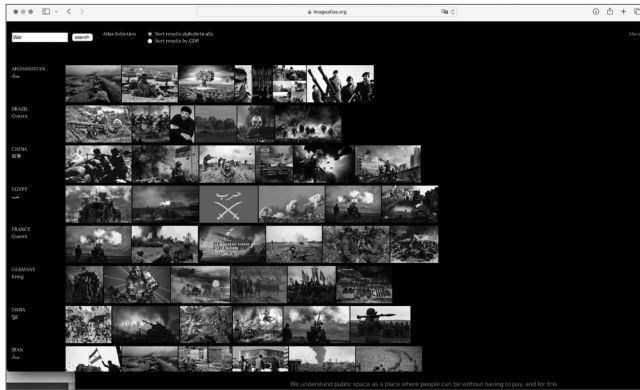 imageatlas.org
War
search
Atlas Selection
Sort results alphabetically
Sort results by GDP
AFGHANISTAN
BRAZIL
Guerra
CHINA
EGYPT
FRANCE
Guerre
GERMANY
Krieg
INDIA
IRAN
We understand public space as a place where people can be without having to pay, and for this